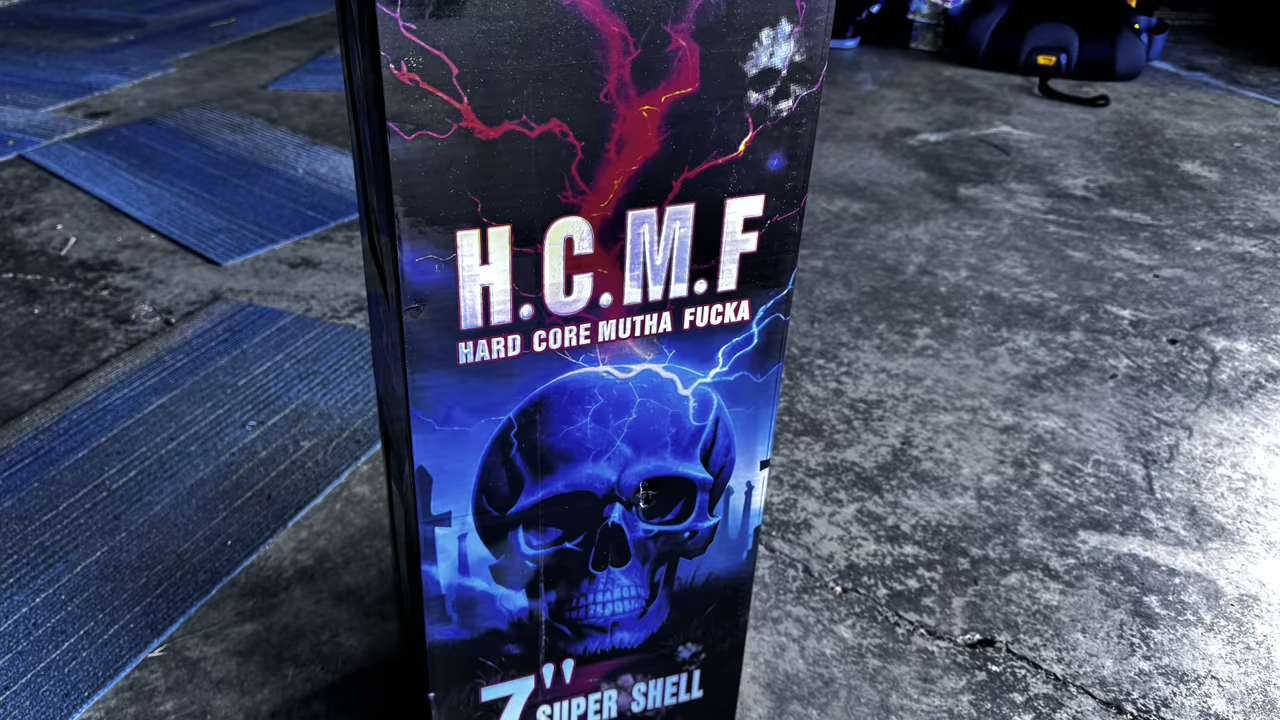 H.C.M.F
HARD CORE MUTHA FUCKA
7"
SUPER SHELL